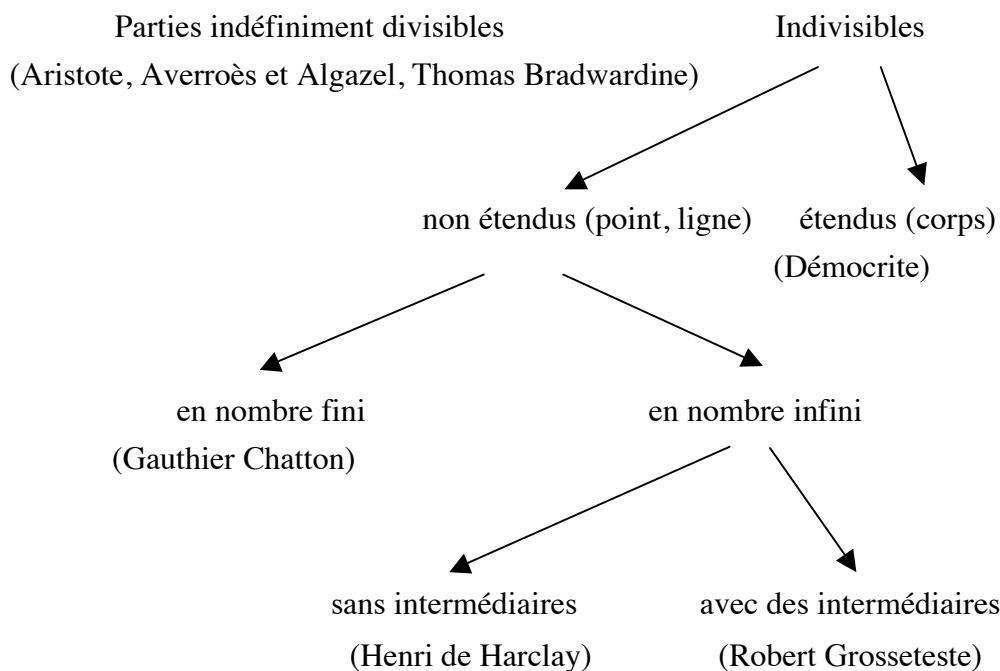 Parties indéfiniment divisibles
Indivisibles
(Aristote, Averroès et Algazel, Thomas Bradwardine)
non étendus (point, ligne)
étendus (corps)
(Démocrite)
en nombre fini
en nombre infini
(Gauthier Chatton)
sans intermédiaires
avec des intermédiaires
(Henri de Harclay)
(Robert Grosseteste)